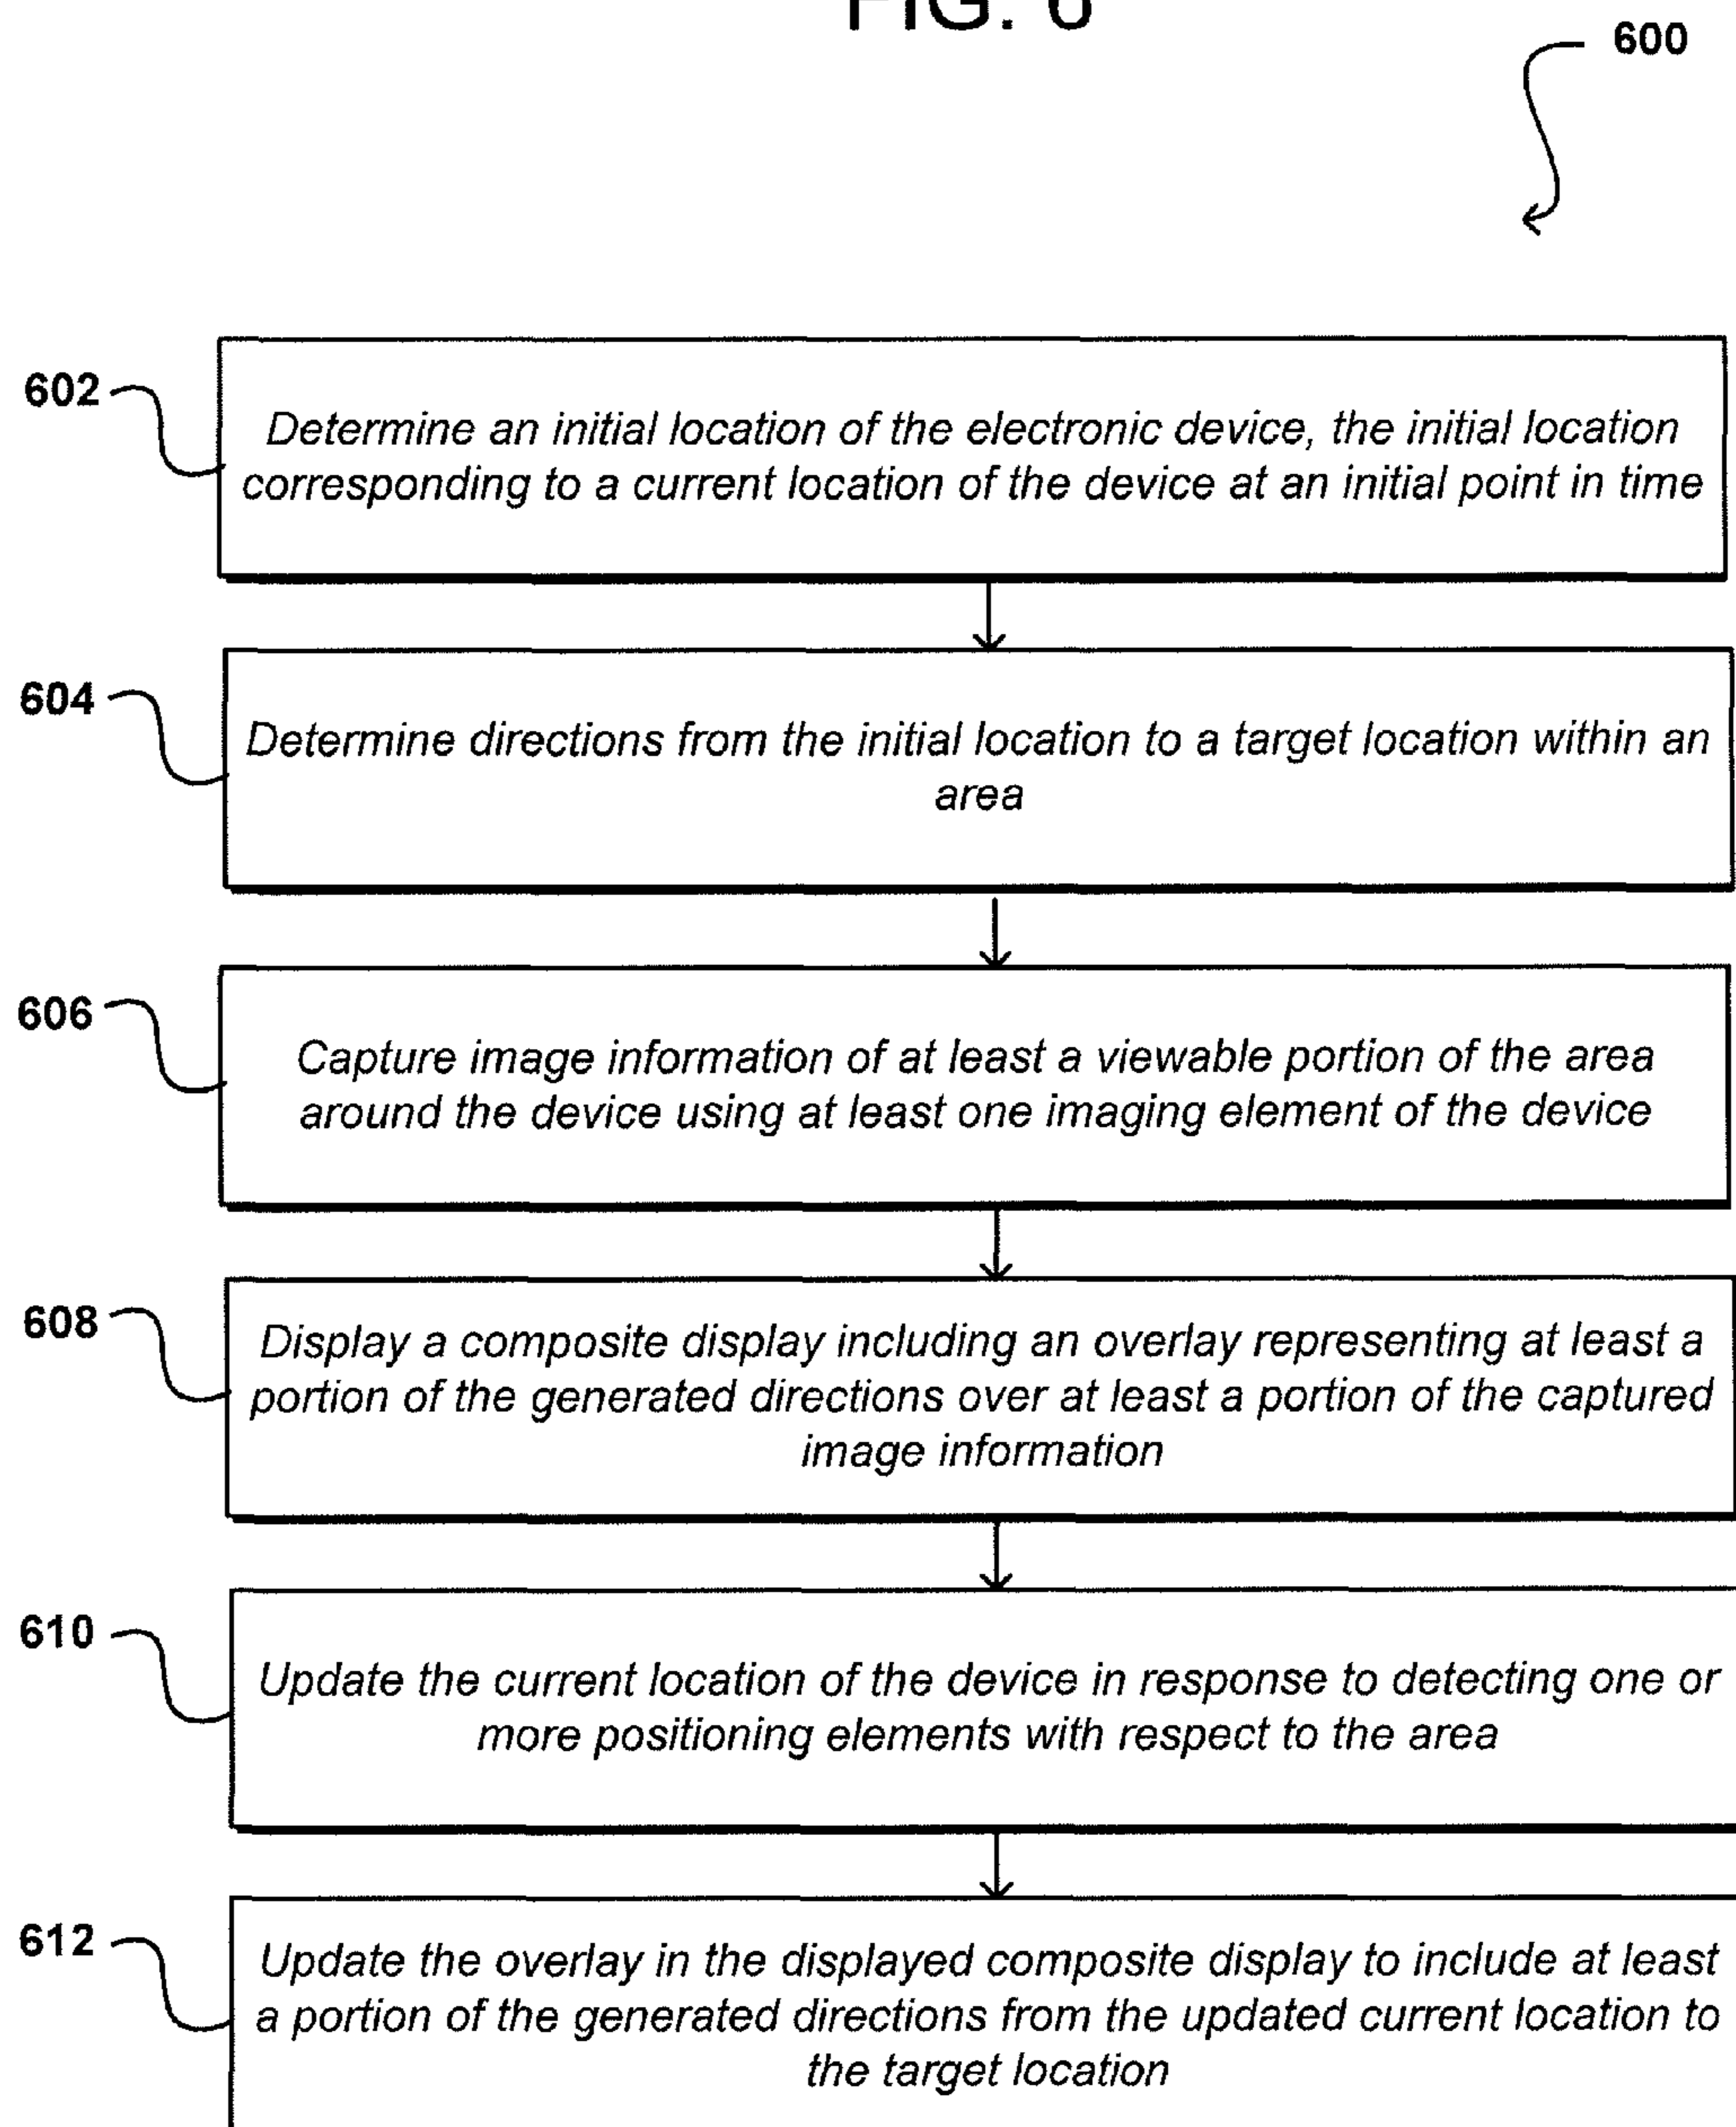 FIG. 6
600
602
Determine an initial location of the electronic device, the initial location
corresponding to a current location of the device at an initial point in time
604
Determine directions from the initial location to a target location within an
area
606
Capture image information of at least a viewable portion of the area
around the device using at least one imaging element of the device
608
Display a composite display including an overlay representing at least a
portion of the generated directions over at least a portion of the captured
image information
610
Update the current location of the device in response to detecting one or
more positioning elements with respect to the area
612
Update the overlay in the displayed composite display to include at least
a portion of the generated directions from the updated current location to
the target location